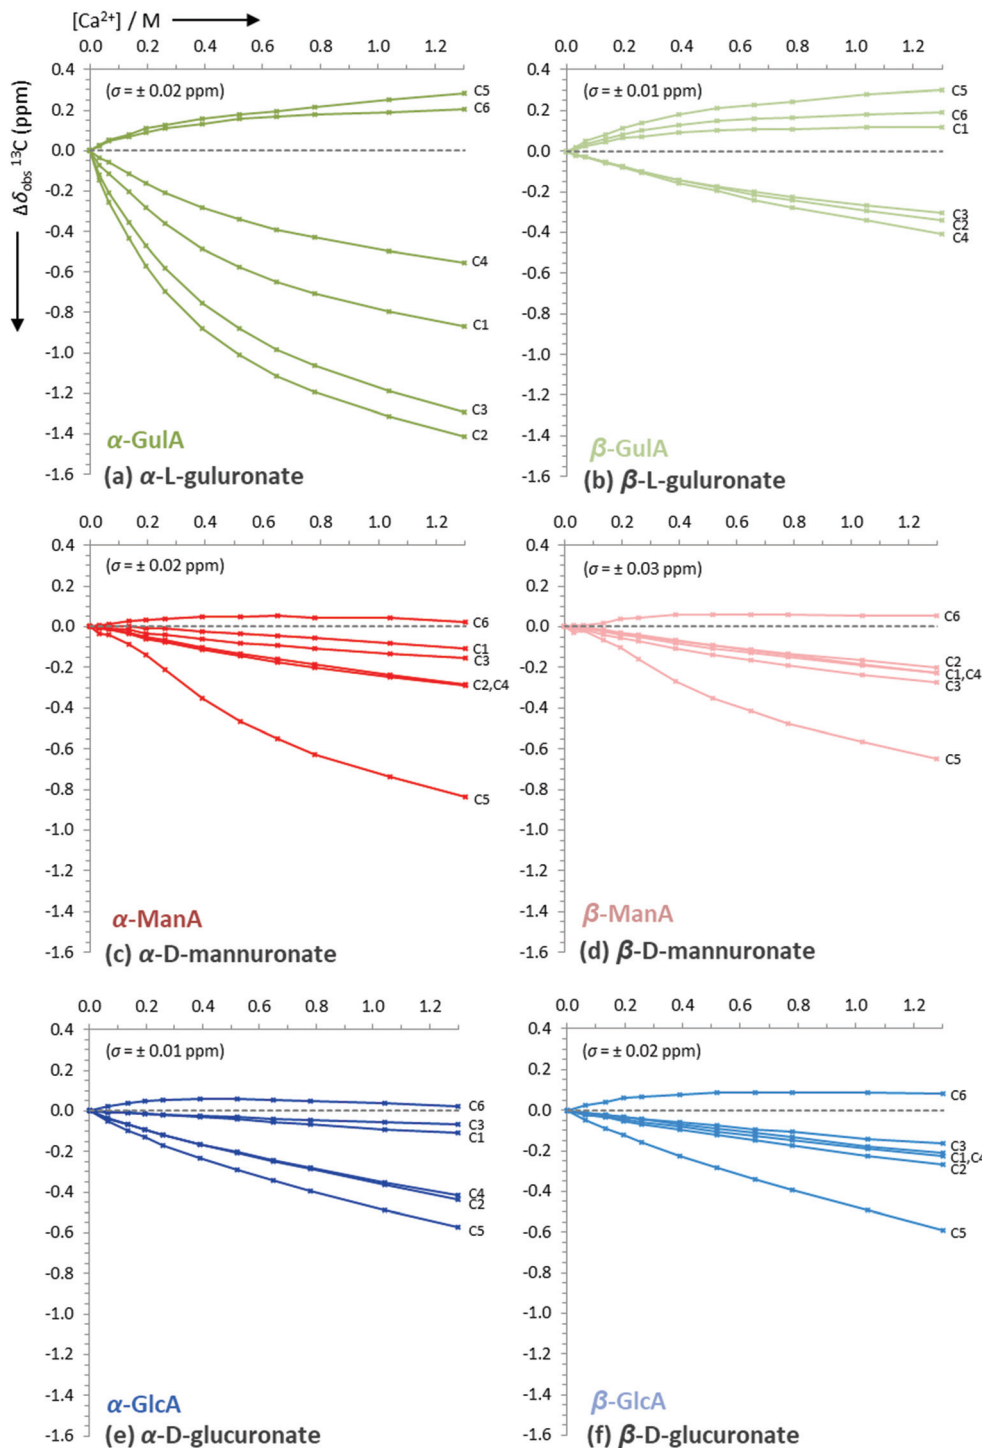 [Ca²⁺] / M
Δδobs ¹³C (ppm)
0.0 0.2 0.4 0.6 0.8 1.0 1.2
0.4
0.2
0.0
-0.2
-0.4
-0.6
-0.8
-1.0
-1.2
-1.4
-1.6
(σ = ± 0.02 ppm)
C5
C6
C4
C1
C3
C2
α-GulA
(a) α-L-guluronate
0.0 0.2 0.4 0.6 0.8 1.0 1.2
0.4
0.2
0.0
-0.2
-0.4
-0.6
-0.8
-1.0
-1.2
-1.4
-1.6
(σ = ± 0.01 ppm)
C5
C6
C1
C3
C2
C4
β-GulA
(b) β-L-guluronate
0.0 0.2 0.4 0.6 0.8 1.0 1.2
0.4
0.2
0.0
-0.2
-0.4
-0.6
-0.8
-1.0
-1.2
-1.4
-1.6
(σ = ± 0.02 ppm)
C6
C1
C3
C2,C4
C5
α-ManA
(c) α-D-mannuronate
0.0 0.2 0.4 0.6 0.8 1.0 1.2
0.4
0.2
0.0
-0.2
-0.4
-0.6
-0.8
-1.0
-1.2
-1.4
-1.6
(σ = ± 0.03 ppm)
C6
C2
C1,C4
C3
C5
β-ManA
(d) β-D-mannuronate
0.0 0.2 0.4 0.6 0.8 1.0 1.2
0.4
0.2
0.0
-0.2
-0.4
-0.6
-0.8
-1.0
-1.2
-1.4
-1.6
(σ = ± 0.01 ppm)
C6
C3
C1
C4
C2
C5
α-GlcA
(e) α-D-glucuronate
0.0 0.2 0.4 0.6 0.8 1.0 1.2
0.4
0.2
0.0
-0.2
-0.4
-0.6
-0.8
-1.0
-1.2
-1.4
-1.6
(σ = ± 0.02 ppm)
C6
C3
C1,C4
C2
C5
β-GlcA
(f) β-D-glucuronate